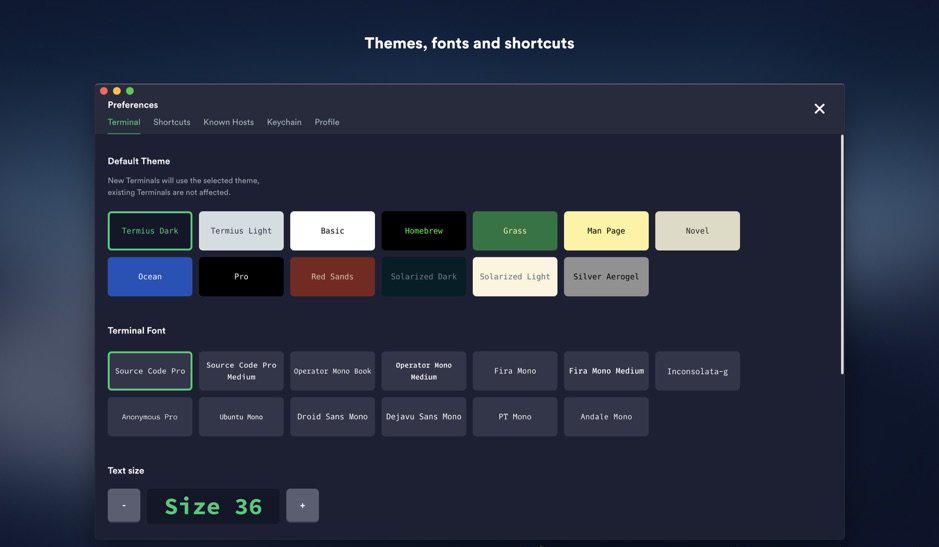 Themes, fonts and shortcuts
Preferences
Terminal Shortcuts Known Hosts Keychain Profile
Default Theme
New Terminals will use the selected theme,
existing Terminals are not affected.
Termius Dark Termius Light Basic Homebrew Grass Man Page Novel
Ocean Pro Red Sands Solarized Dark Solarized Light Silver Aerogel
Terminal Font
Source Code Pro Source Code Pro Medium Operator Mono Book Operator Mono Medium Fira Mono Fira Mono Medium Inconsolata-g
Anonymous Pro Ubuntu Mono Droid Sans Mono Dejavu Sans Mono PT Mono Andale Mono
Text size
- Size 36 +